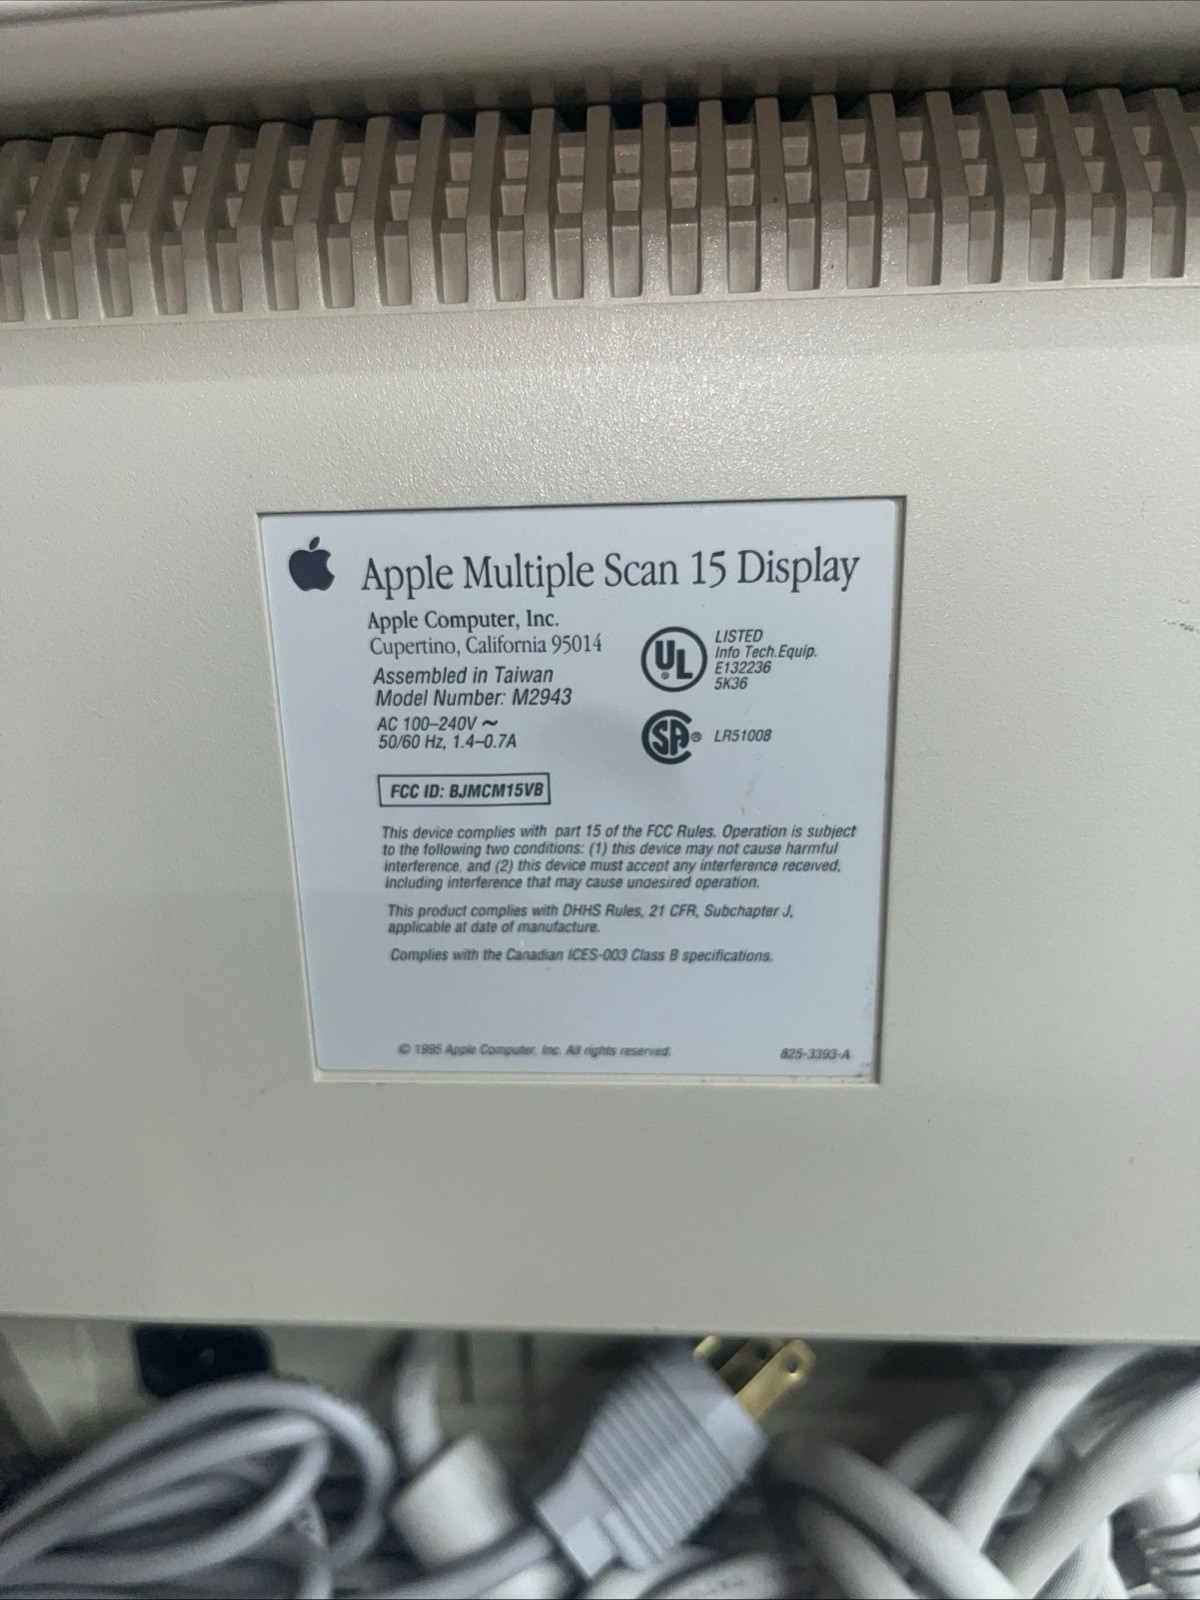 Apple Multiple Scan 15 Display
Apple Computer, Inc.
Cupertino, California 95014
Assembled in Taiwan
Model Number: M2943
AC 100–240V ~
50/60 Hz, 1.4–0.7A
UL ®
LISTED
Info Tech.Equip.
E132236
5K36
SA ® LR51008
FCC ID: BJMCM15VB
This device complies with part 15 of the FCC Rules. Operation is subject
to the following two conditions: (1) this device may not cause harmful
interference, and (2) this device must accept any interference received,
including interference that may cause undesired operation.
This product complies with DHHS Rules, 21 CFR, Subchapter J,
applicable at date of manufacture.
Complies with the Canadian ICES-003 Class B specifications.
© 1995 Apple Computer, Inc. All rights reserved.
825-3393-A